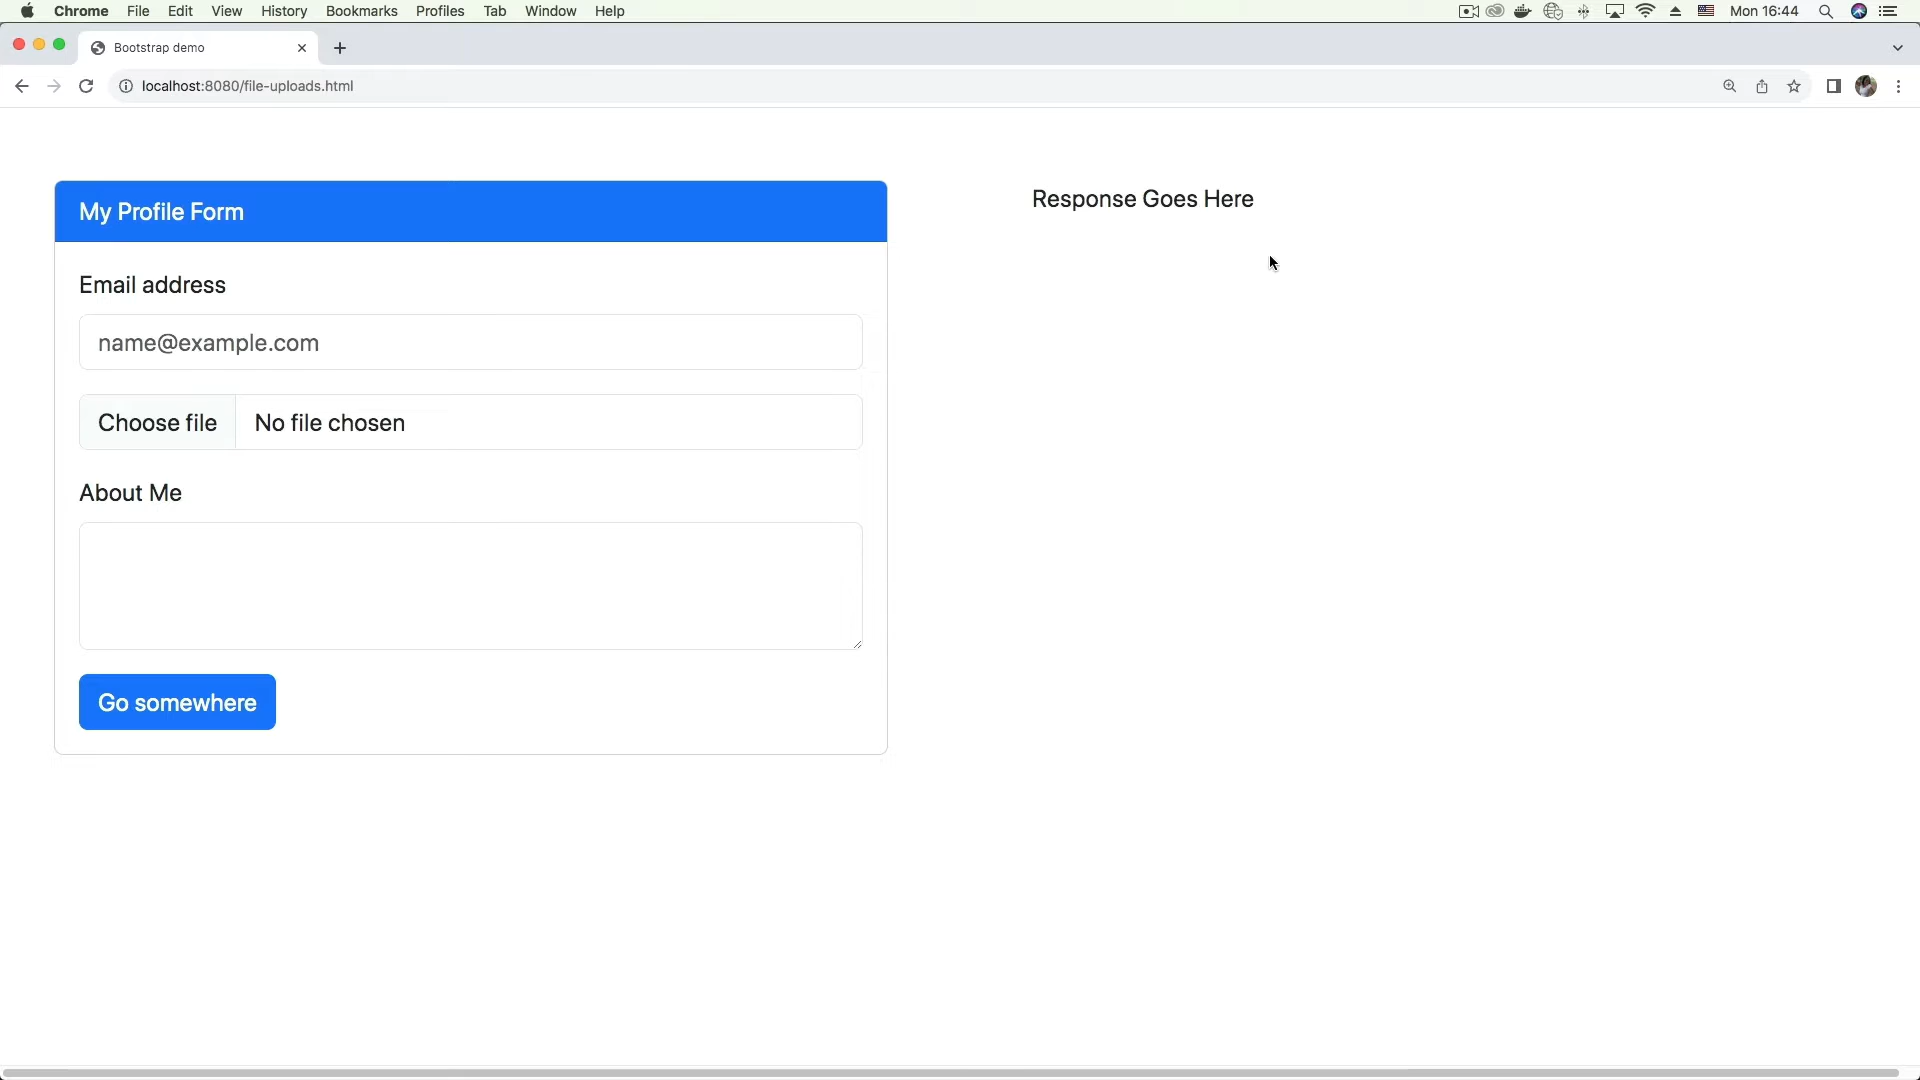 Chrome File Edit View History Bookmarks Profiles Tab Window Help Mon 16:44
Bootstrap demo
localhost:8080/file-uploads.html
My Profile Form
Response Goes Here
Email address
name@example.com
Choose file No file chosen
About Me
Go somewhere